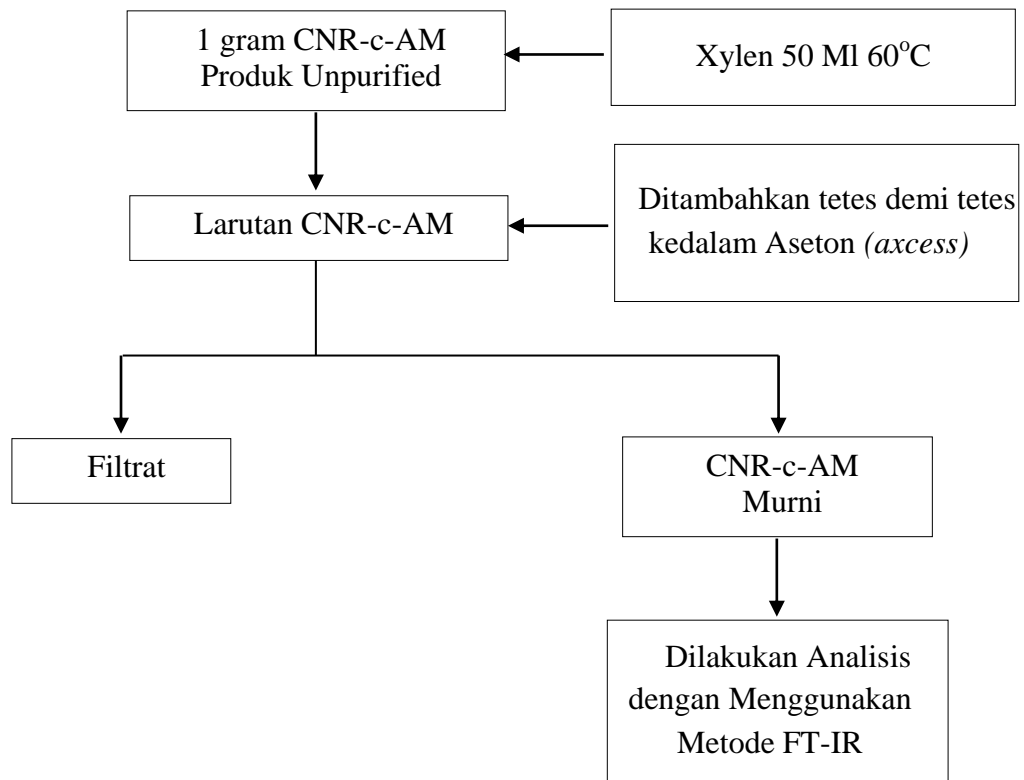 1 gram CNR-c-AM
Produk Unpurified
Xylen 50 Ml 60°C
Larutan CNR-c-AM
Ditambahkan tetes demi tetes
kedalam Aseton (axcess)
Filtrat
CNR-c-AM
Murni
Dilakukan Analisis
dengan Menggunakan
Metode FT-IR